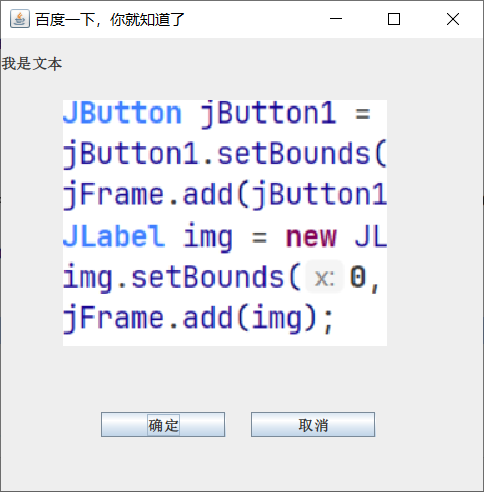 百度一下，你就知道了
我是文本
JButton jButton1 =
jButton1.setBounds(
jFrame.add(jButton1
JLabel img = new JL
img.setBounds( x: 0,
jFrame.add(img);
确定 取消